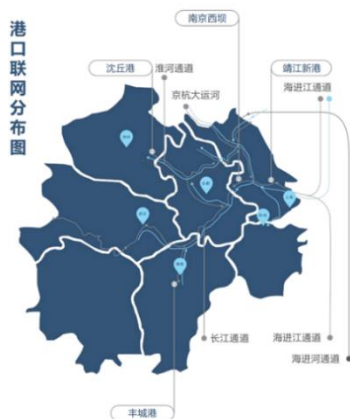 港口联网分布图
南京西坝
沈丘港
淮河通道
靖江新港
京杭大运河
海进江通道
长江通道
海进江通道
海进河通道
丰城港